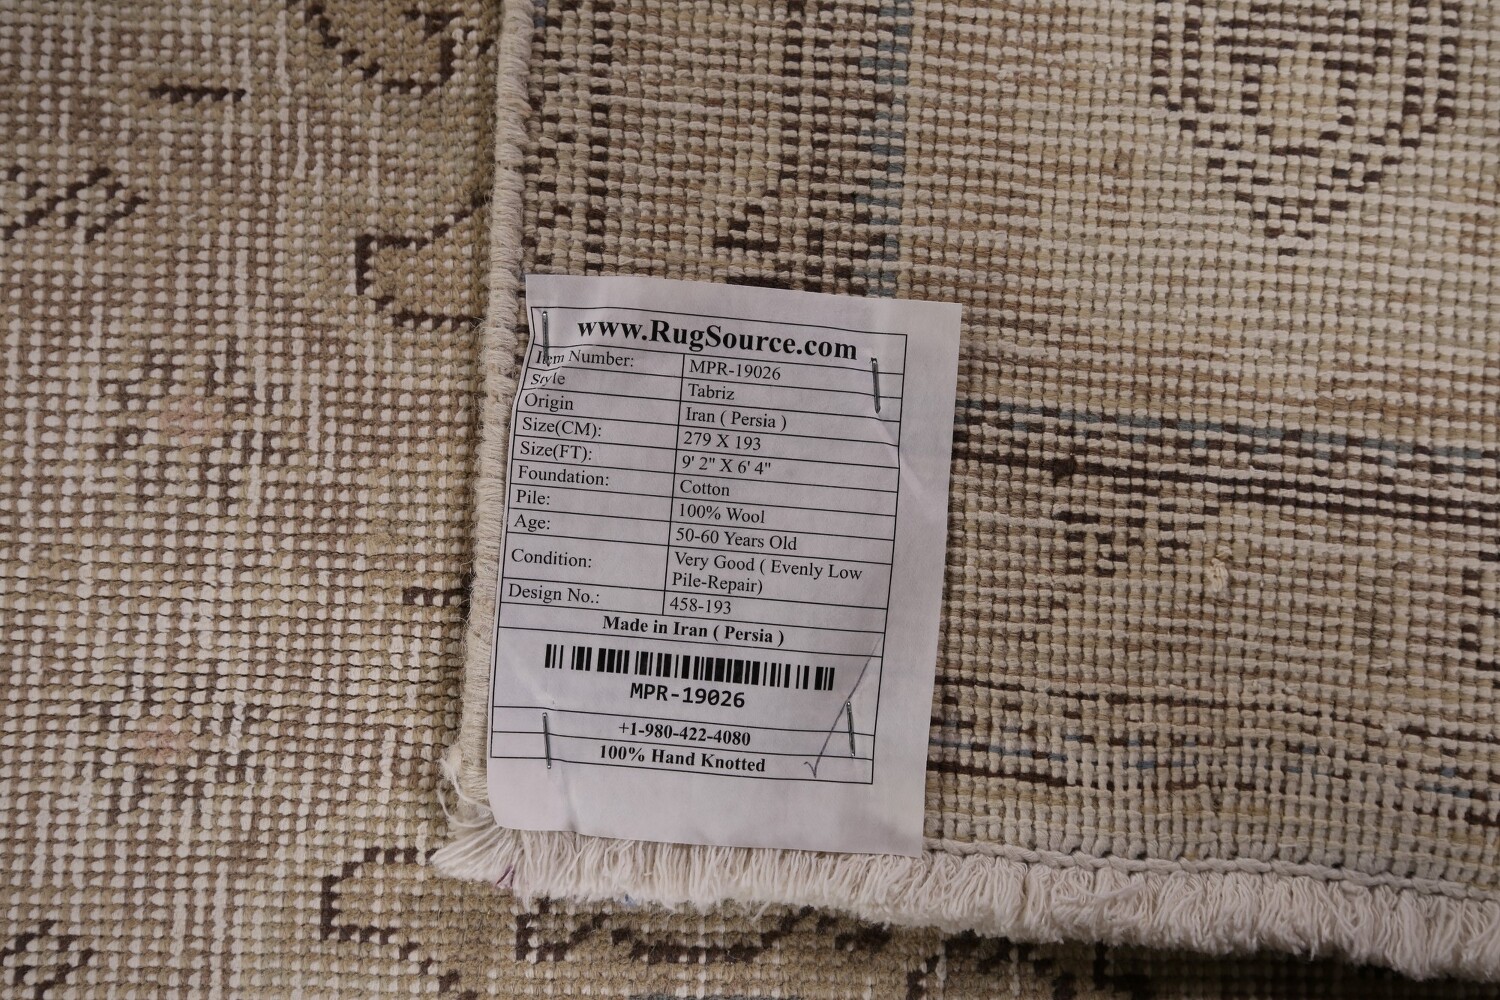 www.RugSource.com
Item Number: MPR-19026
Style Tabriz
Origin Iran ( Persia )
Size(CM): 279 X 193
Size(FT): 9' 2" X 6' 4"
Foundation: Cotton
Pile: 100% Wool
Age: 50-60 Years Old
Condition: Very Good ( Evenly Low
Pile-Repair)
Design No.: 458-193
Made in Iran ( Persia )
MPR-19026
+1-980-422-4080
100% Hand Knotted